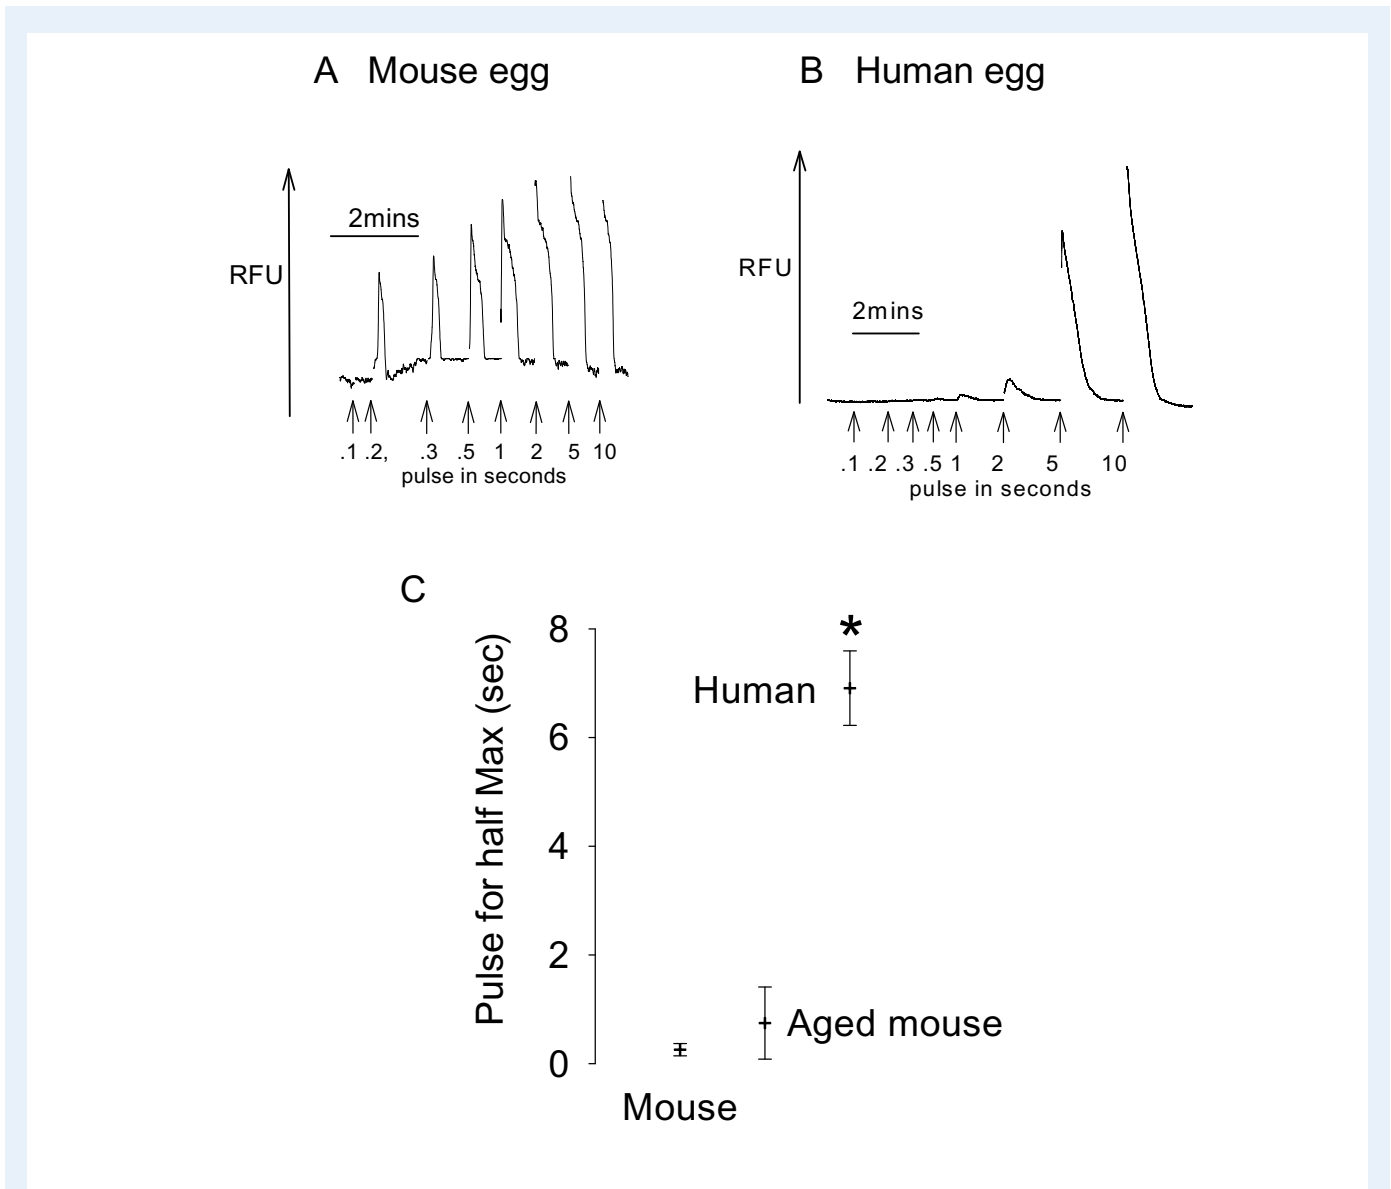 A Mouse egg
B Human egg
2mins
RFU
.1 .2, .3 .5 1 2 5 10
pulse in seconds
RFU
2mins
.1 .2 .3 .5 1 2 5 10
pulse in seconds
C
Pulse for half Max (sec)
8
6
4
2
0
*
Human
Aged mouse
Mouse